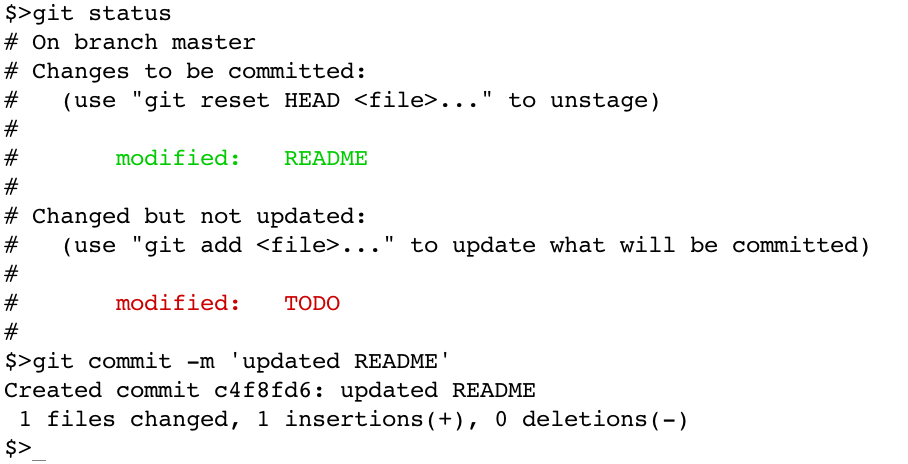 $>git status
# On branch master
# Changes to be committed:
#   (use "git reset HEAD <file>..." to unstage)
#
#       modified:   README
#
# Changed but not updated:
#   (use "git add <file>..." to update what will be committed)
#
#       modified:   TODO
#
$>git commit -m 'updated README'
Created commit c4f8fd6: updated README
 1 files changed, 1 insertions(+), 0 deletions(-)
$>_